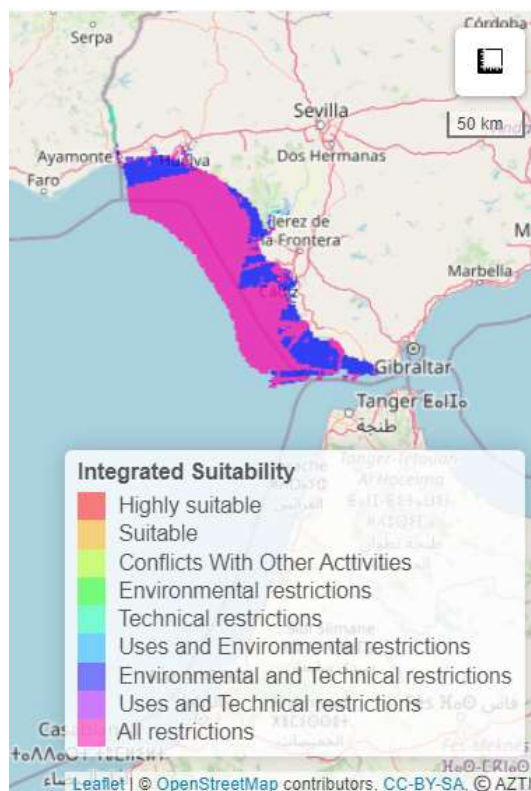 Córdoba
Serpa
50 km
Sevilla
Dos Hermanas
Ayamonte
Huelva
Faro
Jerez de
la Frontera
Cádiz
Marbella
Gibraltar
Tanger ⵟⴰⵏⵊⴰ
طنجة
Integrated Suitability
Highly suitable
Suitable
Conflicts With Other Acttivities
Environmental restrictions
Technical restrictions
Uses and Environmental restrictions
Environmental and Technical restrictions
Uses and Technical restrictions
All restrictions
Leaflet | © OpenStreetMap contributors, CC-BY-SA, © AZTI